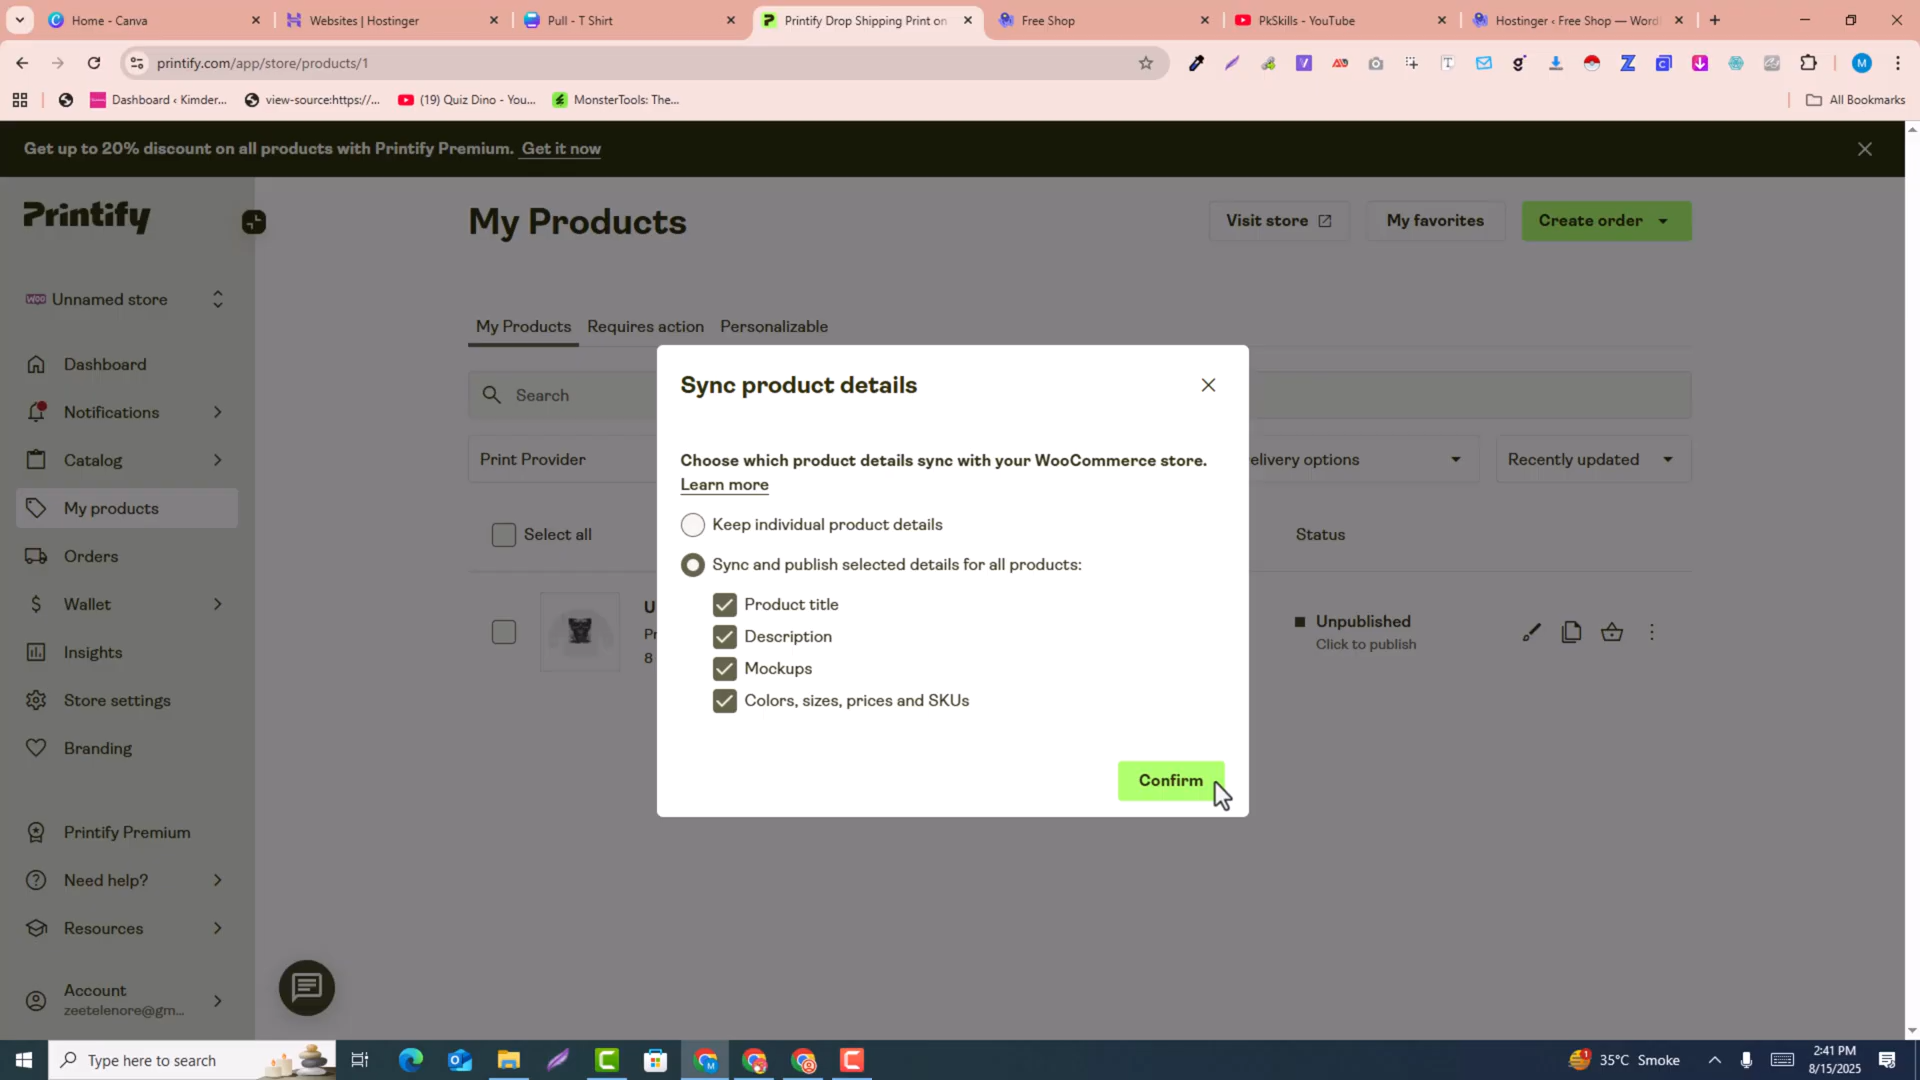 Home - Canva
Websites | Hostinger
Pull - T Shirt
Printify Drop Shipping Print on
Free Shop
PkSkills - YouTube
Hostinger ‹ Free Shop — Word
printify.com/app/store/products/1
Dashboard ‹ Kimder...
view-source:https://...
(19) Quiz Dino - You...
MonsterTools: The...
All Bookmarks
Get up to 20% discount on all products with Printify Premium. Get it now
Printify
My Products
Visit store
My favorites
Create order
Unnamed store
My Products
Requires action
Personalizable
Dashboard
Notifications
Catalog
My products
Orders
Wallet
Insights
Store settings
Branding
Printify Premium
Need help?
Resources
Account
zeetelenore@gm...
Search
Print Provider
elivery options
Recently updated
Select all
Status
U
Pr
8
Unpublished
Click to publish
Sync product details
Choose which product details sync with your WooCommerce store.
Learn more
Keep individual product details
Sync and publish selected details for all products:
Product title
Description
Mockups
Colors, sizes, prices and SKUs
Confirm
Type here to search
35°C Smoke
2:41 PM
8/15/2025